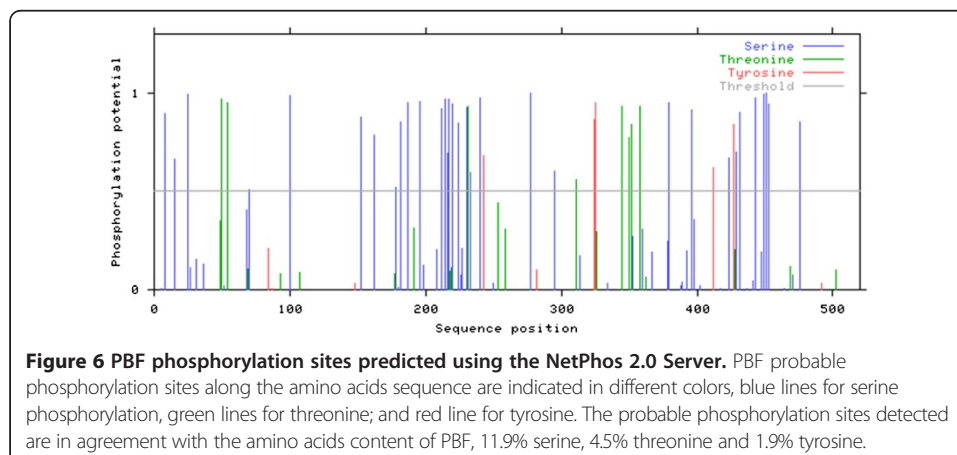 Serine
Threonine
Tyrosine
Threshold
Phosphorylation potential
1
0
0 100 200 300 400 500
Sequence position
Figure 6 PBF phosphorylation sites predicted using the NetPhos 2.0 Server. PBF probable
phosphorylation sites along the amino acids sequence are indicated in different colors, blue lines for serine
phosphorylation, green lines for threonine; and red line for tyrosine. The probable phosphorylation sites detected
are in agreement with the amino acids content of PBF, 11.9% serine, 4.5% threonine and 1.9% tyrosine.